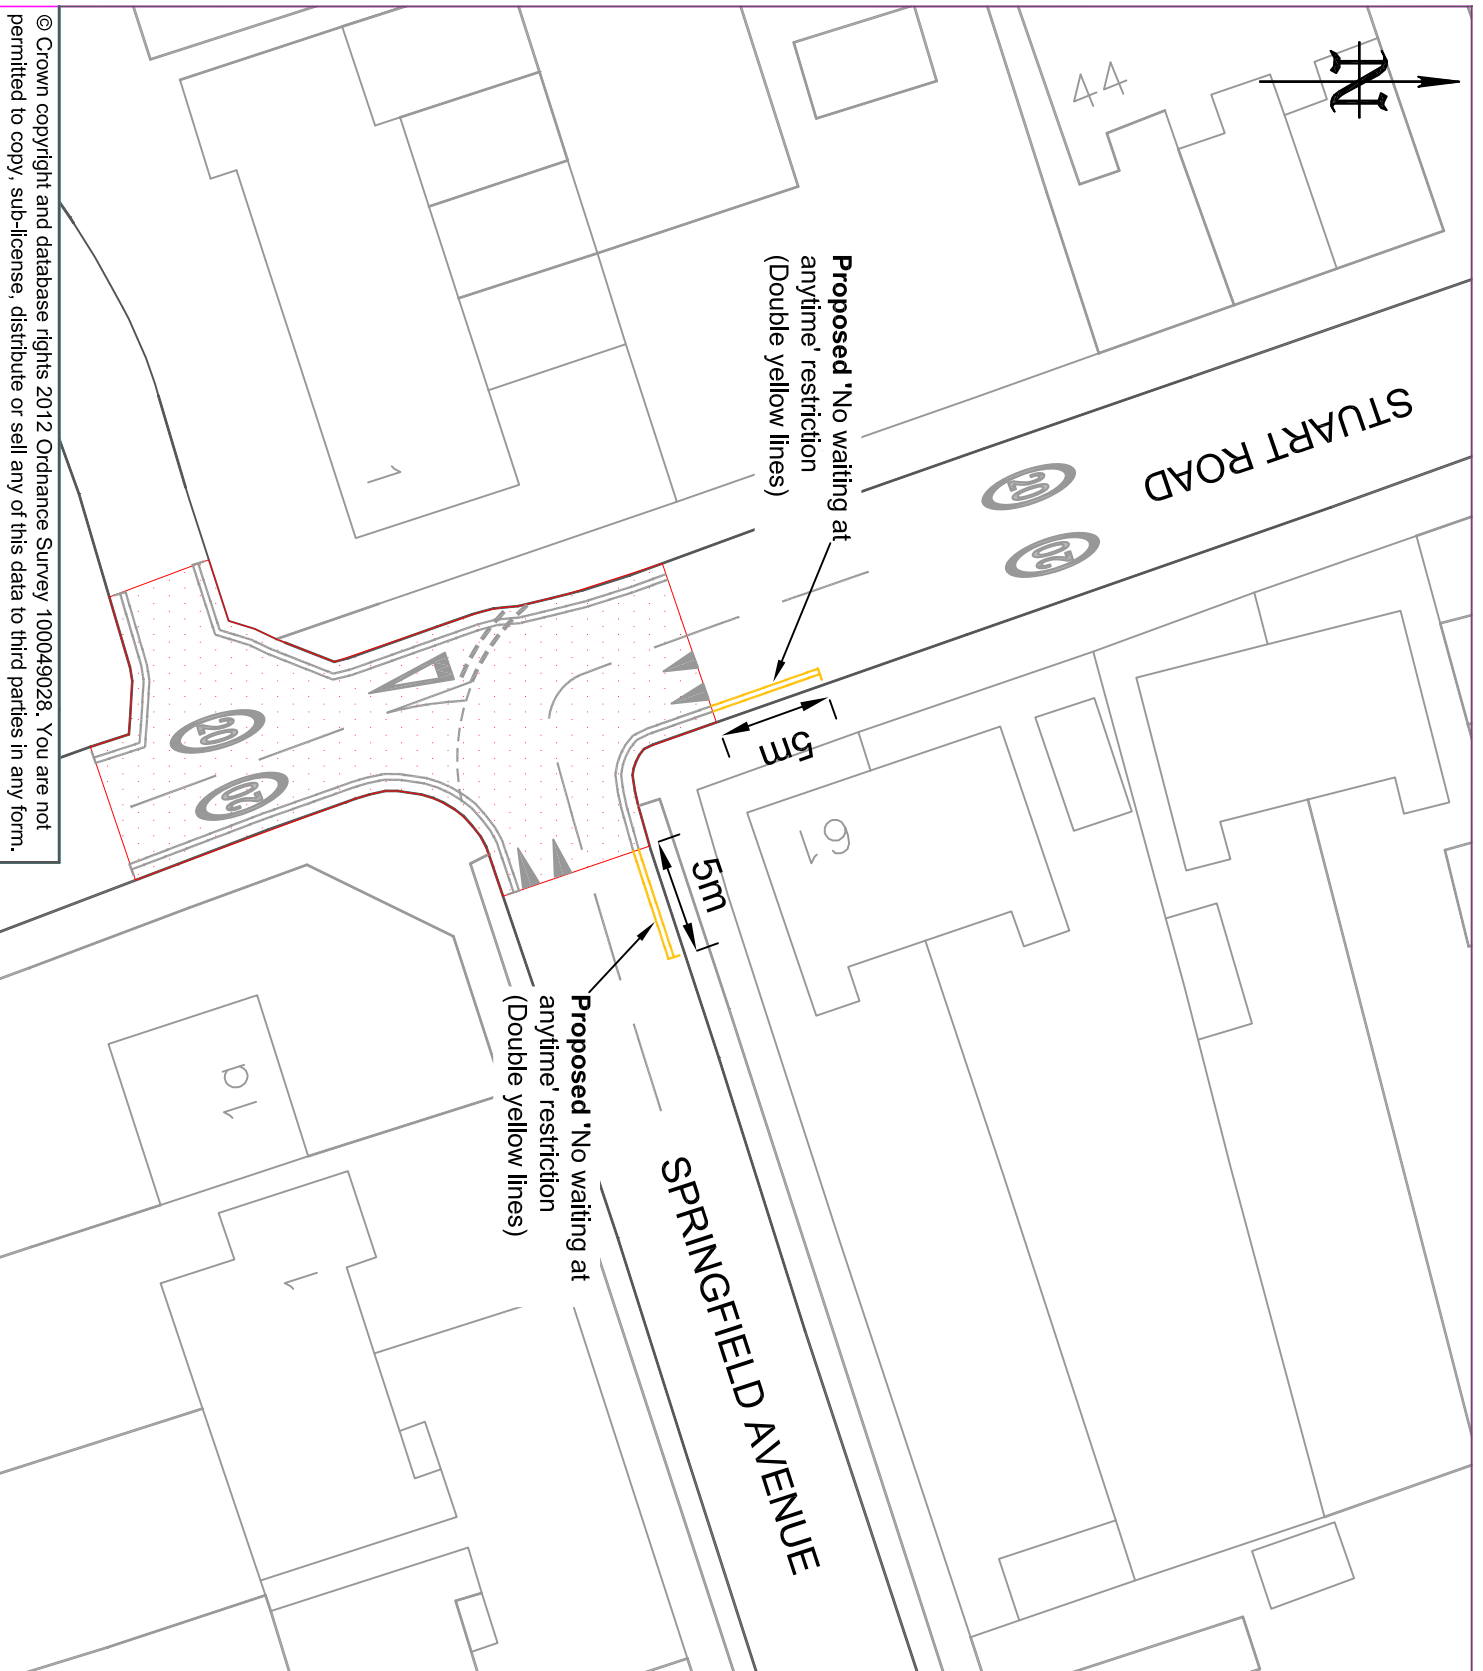 N
44
STUART ROAD
20
20
Proposed 'No waiting at
anytime' restriction
(Double yellow lines)
5m
61
1
5m
20
20
Proposed 'No waiting at
anytime' restriction
(Double yellow lines)
SPRINGFIELD AVENUE
1a
1
© Crown copyright and database rights 2012 Ordnance Survey 100049028. You are not
permitted to copy, sub-license, distribute or sell any of this data to third parties in any form.